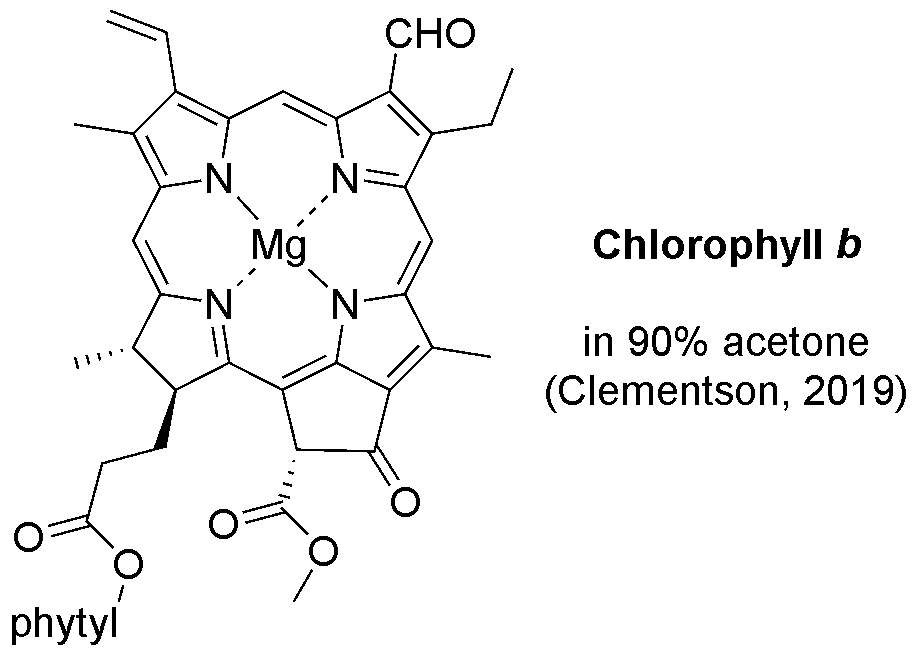 CHO
N
N
Mg
N
N
Chlorophyll b
in 90% acetone
(Clementson, 2019)
O
O
O
O
O
phytyl